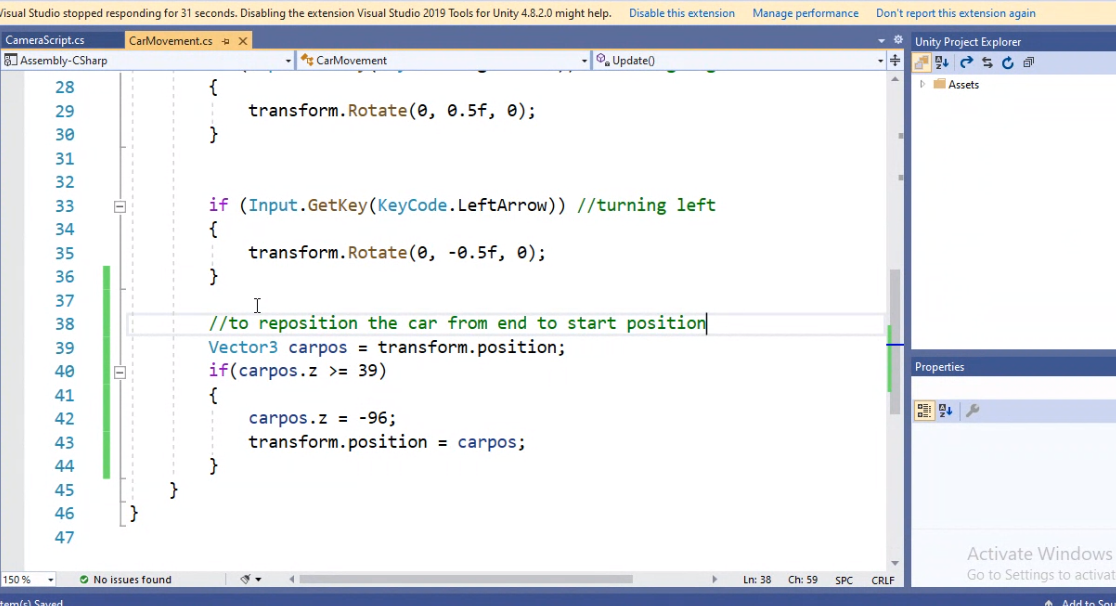 Visual Studio stopped responding for 31 seconds. Disabling the extension Visual Studio 2019 Tools for Unity 4.8.2.0 might help. Disable this extension Manage performance Don't report this extension again
CameraScript.cs CarMovement.cs
Assembly-CSharp CarMovement Update()
28 {
29 transform.Rotate(0, 0.5f, 0);
30 }
31
32
33 if (Input.GetKey(KeyCode.LeftArrow)) //turning left
34 {
35 transform.Rotate(0, -0.5f, 0);
36 }
37
38 //to reposition the car from end to start position
39 Vector3 carpos = transform.position;
40 if(carpos.z >= 39)
41 {
42 carpos.z = -96;
43 transform.position = carpos;
44 }
45 }
46 }
47
150 % No issues found Ln: 38 Ch: 59 SPC CRLF
Unity Project Explorer
Assets
Properties
Activate Windows
Go to Settings to activat
tem(s) Saved
Add to Sou